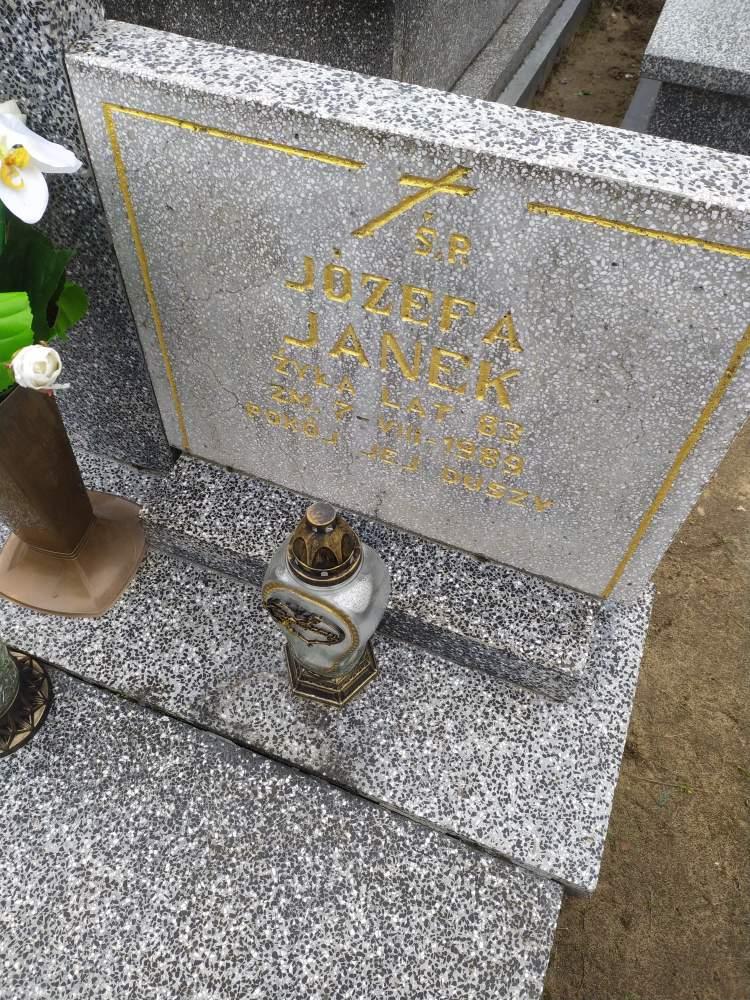 Ś.P.
JÓZEFA
JANEK
ŻYŁA LAT 83
ZM. 7-VIII-1989
POKÓJ JEJ DUSZY